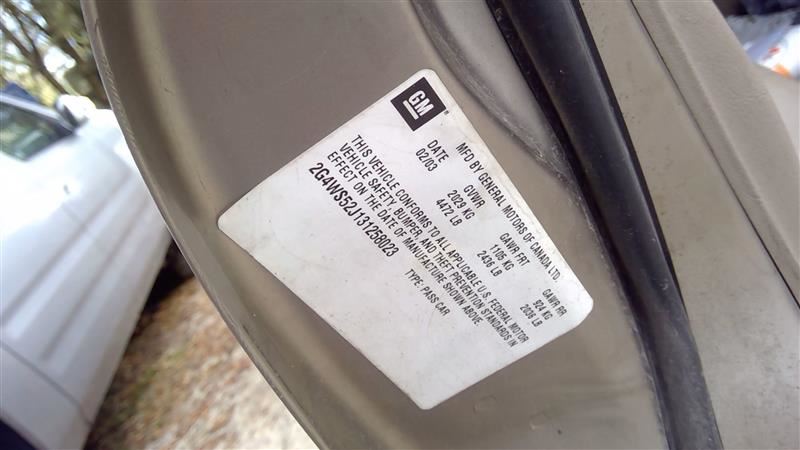 GM
MFD BY GENERAL MOTORS OF CANADA LTD.
DATE GVWR GAWR FRT GAWR RR
02/03 2029 KG 1105 KG 924 KG
4472 LB 2436 LB 2036 LB
THIS VEHICLE CONFORMS TO ALL APPLICABLE U.S. FEDERAL MOTOR
VEHICLE SAFETY, BUMPER, AND THEFT PREVENTION STANDARDS IN
EFFECT ON THE DATE OF MANUFACTURE SHOWN ABOVE.
2G4WS52J131258023 TYPE: PASS CAR